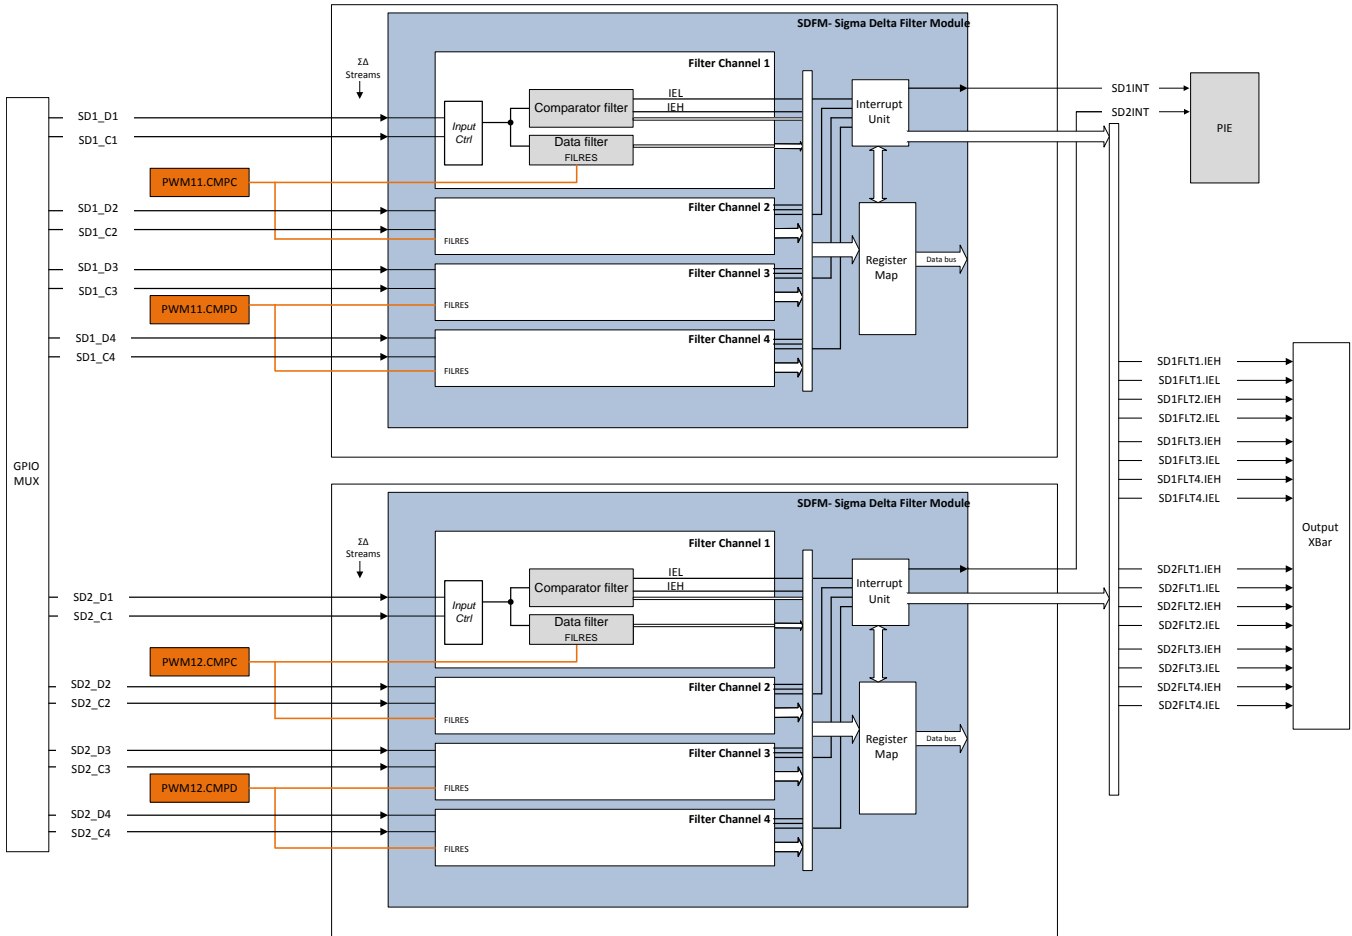 SDFM- Sigma Delta Filter Module
ΣΔ
Streams
Filter Channel 1
SD1_D1
SD1_C1
Input
Ctrl
Comparator filter
IEL
IEH
Data filter
FILRES
Interrupt
Unit
SD1INT
SD2INT
PIE
PWM11.CMPC
SD1_D2
SD1_C2
Filter Channel 2
FILRES
SD1_D3
SD1_C3
Filter Channel 3
FILRES
PWM11.CMPD
SD1_D4
SD1_C4
Filter Channel 4
FILRES
Register
Map
Data bus
GPIO
MUX
SD1FLT1.IEH
SD1FLT1.IEL
SD1FLT2.IEH
SD1FLT2.IEL
SD1FLT3.IEH
SD1FLT3.IEL
SD1FLT4.IEH
SD1FLT4.IEL
Output
XBar
SD2FLT1.IEH
SD2FLT1.IEL
SD2FLT2.IEH
SD2FLT2.IEL
SD2FLT3.IEH
SD2FLT3.IEL
SD2FLT4.IEH
SD2FLT4.IEL
SDFM- Sigma Delta Filter Module
ΣΔ
Streams
Filter Channel 1
SD2_D1
SD2_C1
Input
Ctrl
Comparator filter
IEL
IEH
Data filter
FILRES
Interrupt
Unit
PWM12.CMPC
SD2_D2
SD2_C2
Filter Channel 2
FILRES
SD2_D3
SD2_C3
Filter Channel 3
FILRES
PWM12.CMPD
SD2_D4
SD2_C4
Filter Channel 4
FILRES
Register
Map
Data bus